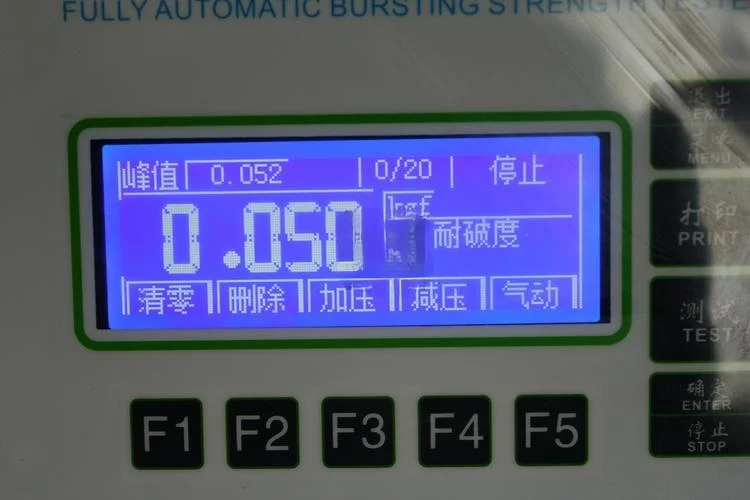 FULLY AUTOMATIC BURSTING STRENGTH TESTE
峰值 0.052 0/20 停止
0.050 kgf 耐破度
清零 删除 加压 减压 气动
F1 F2 F3 F4 F5
退出
EXIT
菜单
MENU
打印
PRINT
测试
TEST
确定
ENTER
停止
STOP